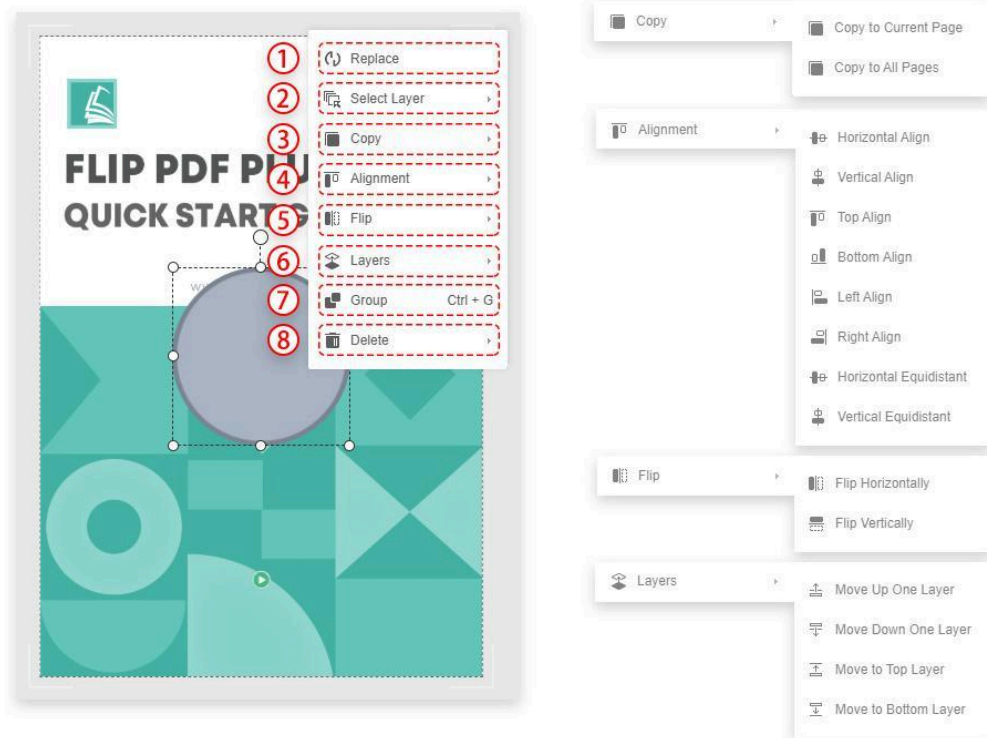 FLIP PDF PLU
QUICK START G
① Replace
② Select Layer
③ Copy
④ Alignment
⑤ Flip
⑥ Layers
⑦ Group Ctrl + G
⑧ Delete
Copy
Copy to Current Page
Copy to All Pages
Alignment
Horizontal Align
Vertical Align
Top Align
Bottom Align
Left Align
Right Align
Horizontal Equidistant
Vertical Equidistant
Flip
Flip Horizontally
Flip Vertically
Layers
Move Up One Layer
Move Down One Layer
Move to Top Layer
Move to Bottom Layer